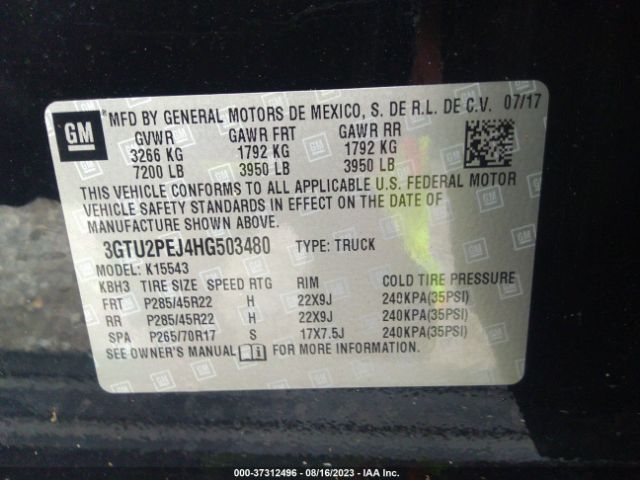 GM
MFD BY GENERAL MOTORS DE MEXICO, S. DE R.L. DE C.V. 07/17
GVWR GAWR FRT GAWR RR
3266 KG 1792 KG 1792 KG
7200 LB 3950 LB 3950 LB
THIS VEHICLE CONFORMS TO ALL APPLICABLE U.S. FEDERAL MOTOR
VEHICLE SAFETY STANDARDS IN EFFECT ON THE DATE OF
MANUFACTURE SHOWN ABOVE.
3GTU2PEJ4HG503480 TYPE: TRUCK
MODEL: K15543
KBH3 TIRE SIZE SPEED RTG RIM COLD TIRE PRESSURE
FRT P285/45R22 H 22X9J 240KPA(35PSI)
RR P285/45R22 H 22X9J 240KPA(35PSI)
SPA P265/70R17 S 17X7.5J 240KPA(35PSI)
SEE OWNER'S MANUAL FOR MORE INFORMATION.
000-37312496 - 08/16/2023 - IAA Inc.